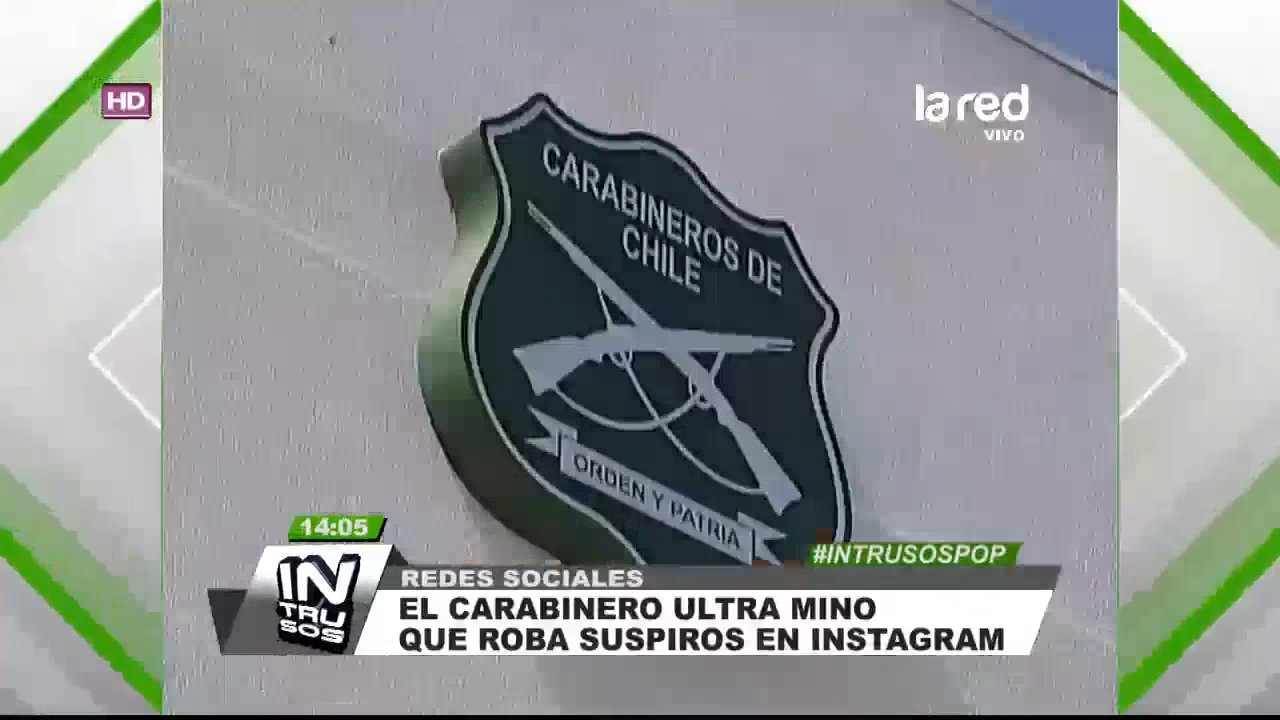 HD
la red
VIVO
CARABINEROS DE
CHILE
ORDEN Y PATRIA
14:05
#INTRUSOSPOP
IN
TRU
SOS
REDES SOCIALES
EL CARABINERO ULTRA MINO
QUE ROBA SUSPIROS EN INSTAGRAM